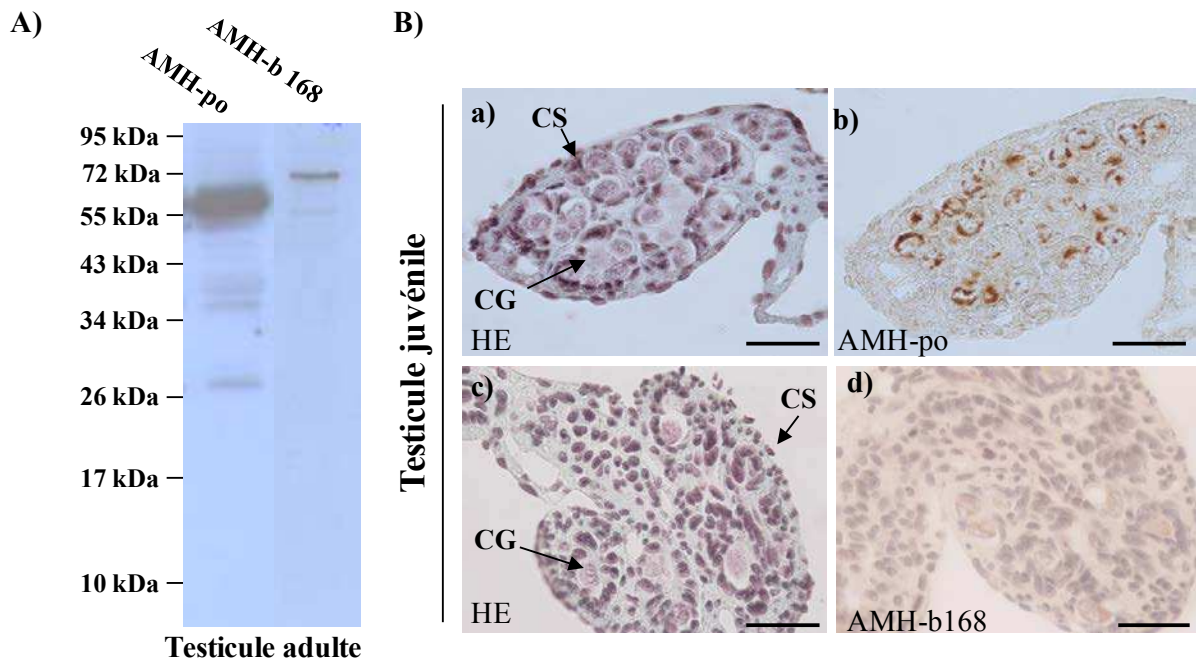 A)
AMH-po
AMH-b 168
95 kDa
72 kDa
55 kDa
43 kDa
34 kDa
26 kDa
17 kDa
10 kDa
Testicule adulte
B)
Testicule juvénile
a)
CS
CG
HE
b)
AMH-po
c)
CS
CG
HE
d)
AMH-b168